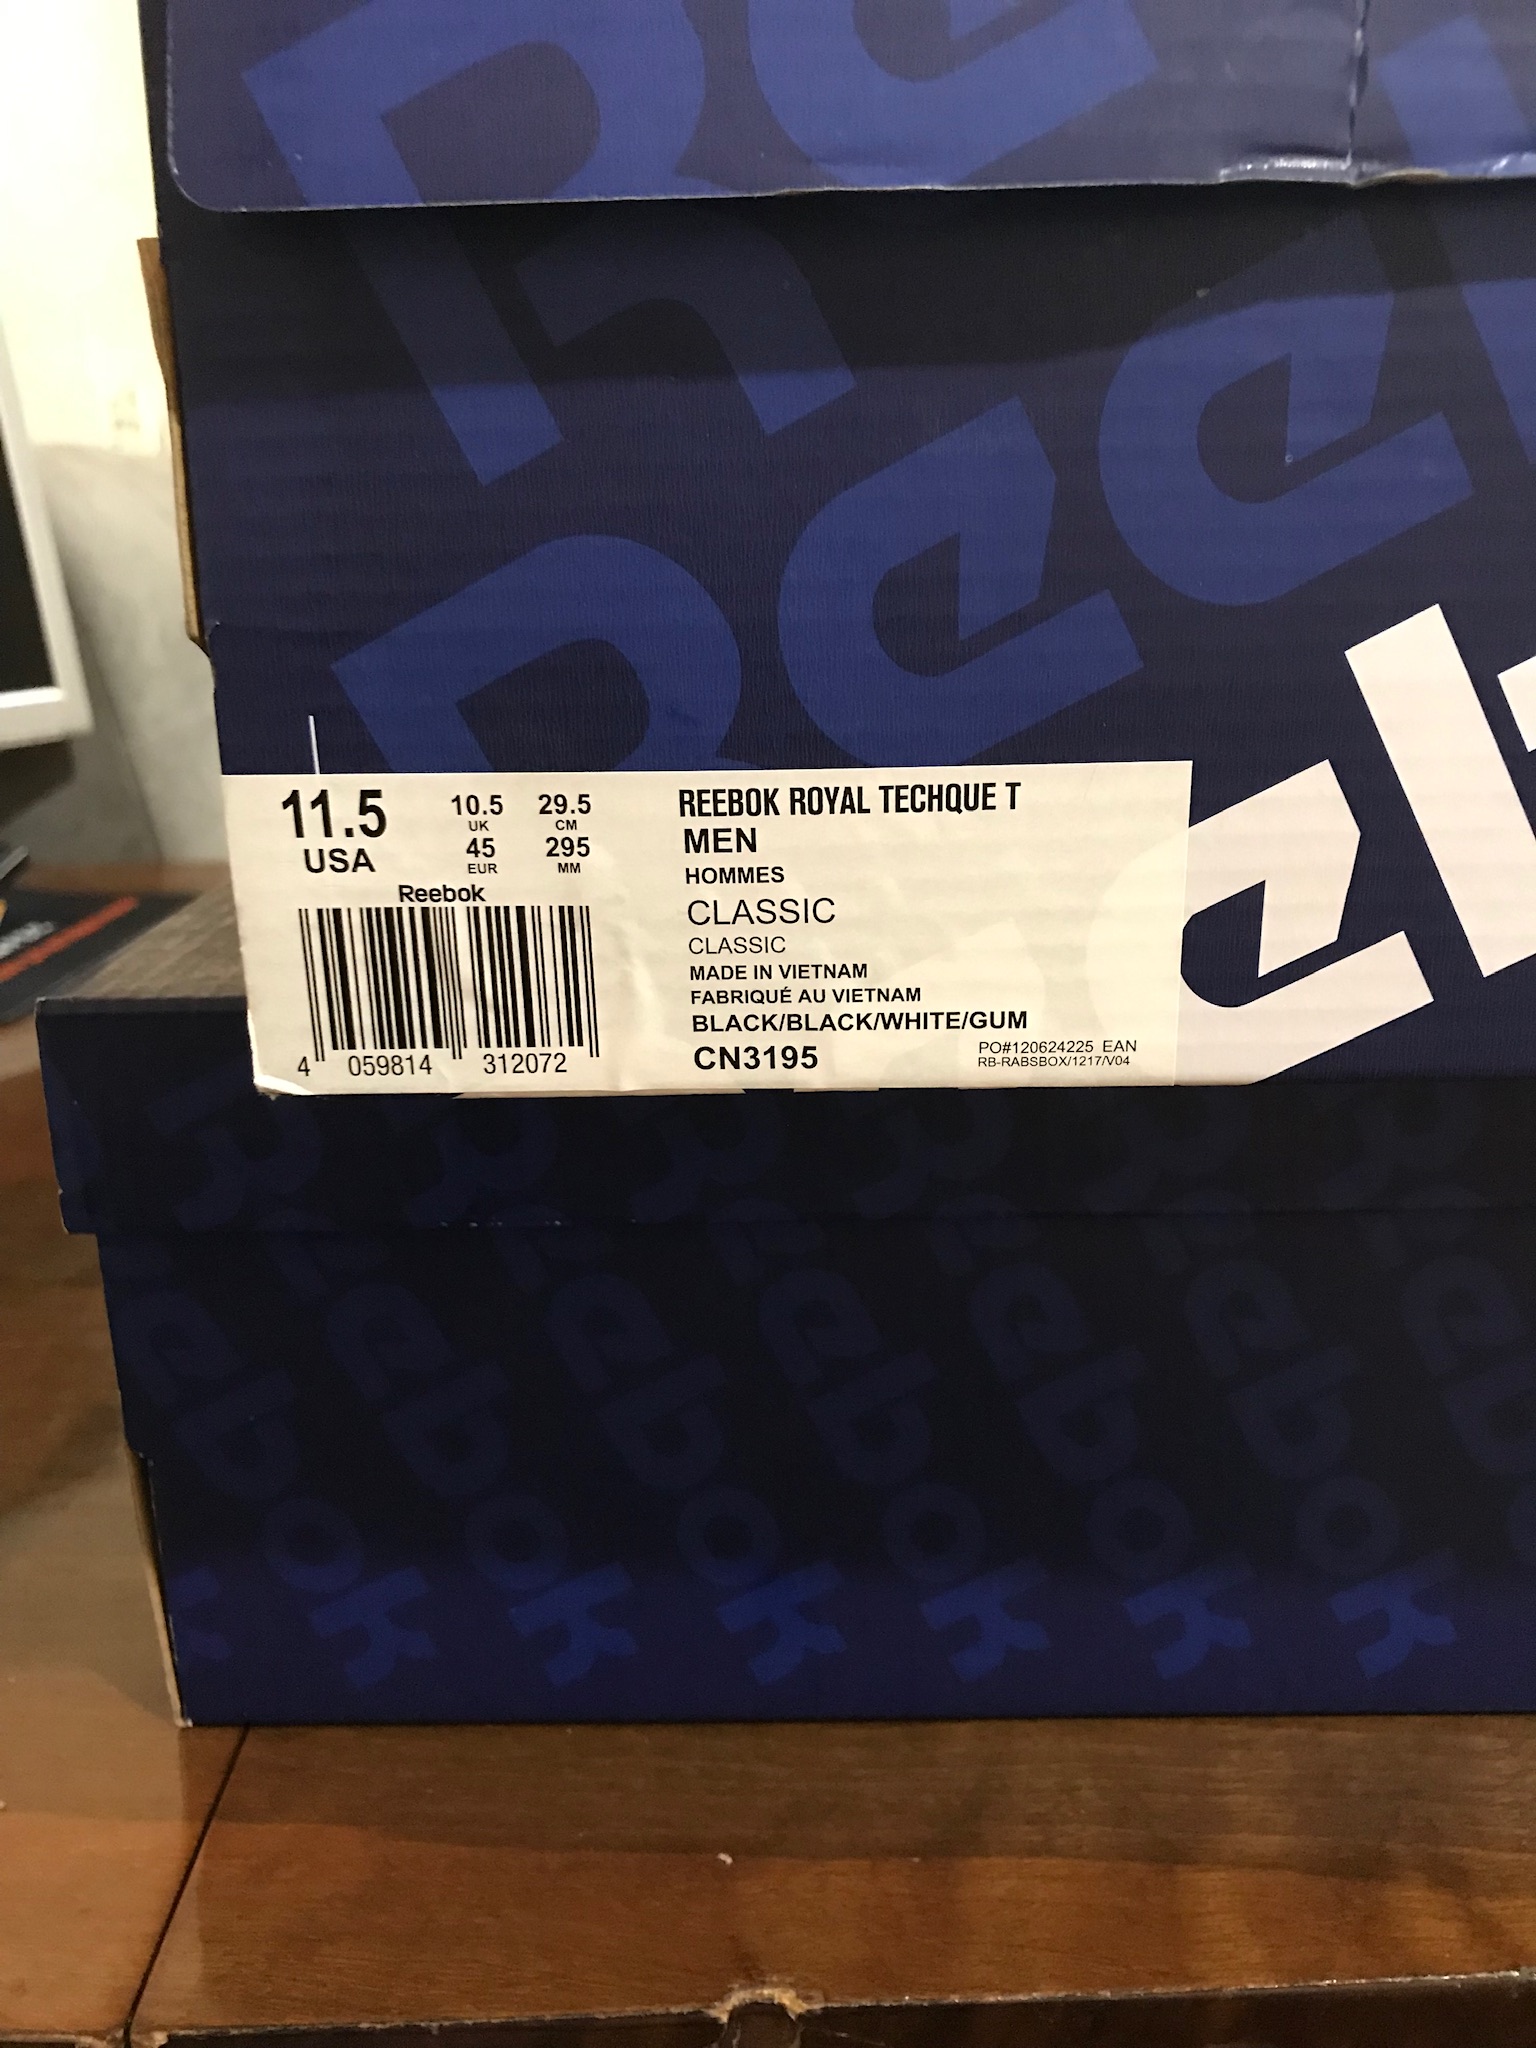 11.5
USA
10.5
UK
29.5
CM
45
EUR
295
MM
Reebok
4 059814 312072
REEBOK ROYAL TECHQUE T
MEN
HOMMES
CLASSIC
CLASSIC
MADE IN VIETNAM
FABRIQUÉ AU VIETNAM
BLACK/BLACK/WHITE/GUM
CN3195
PO#120624225 EAN
RB-RABSBOX/1217/V04